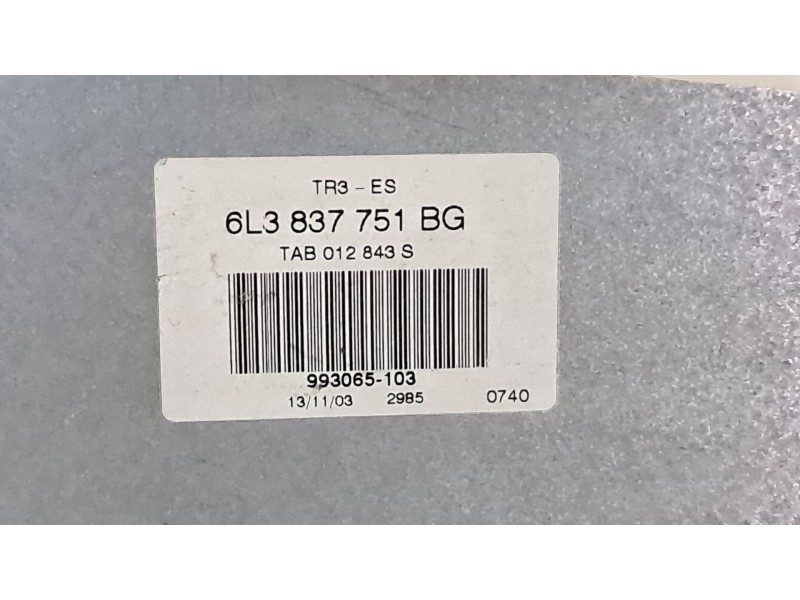 TR3 - ES
6L3 837 751 BG
TAB 012 843 S
993065-103
13/11/03 2985 0740